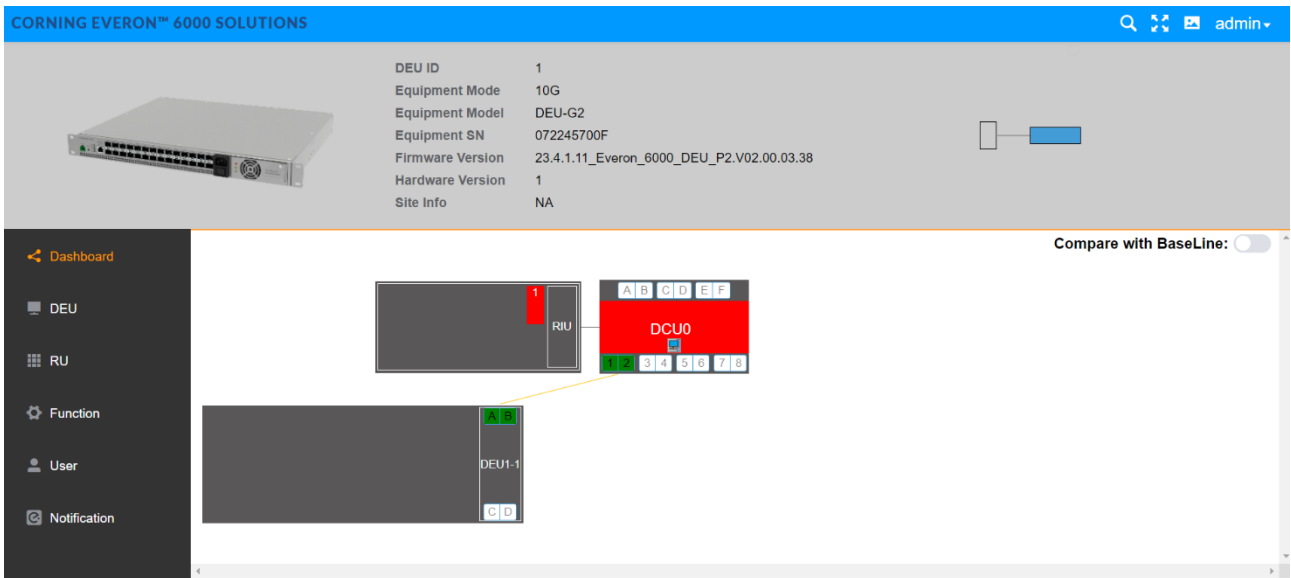 CORNING EVERON™ 6000 SOLUTIONS
admin
DEU ID 1
Equipment Mode 10G
Equipment Model DEU-G2
Equipment SN 072245700F
Firmware Version 23.4.1.11_Everon_6000_DEU_P2.V02.00.03.38
Hardware Version 1
Site Info NA
Compare with BaseLine:
Dashboard
DEU
RU
Function
User
Notification
1
RIU
A B C D E F
DCU0
1 2 3 4 5 6 7 8
A B
DEU1-1
C D